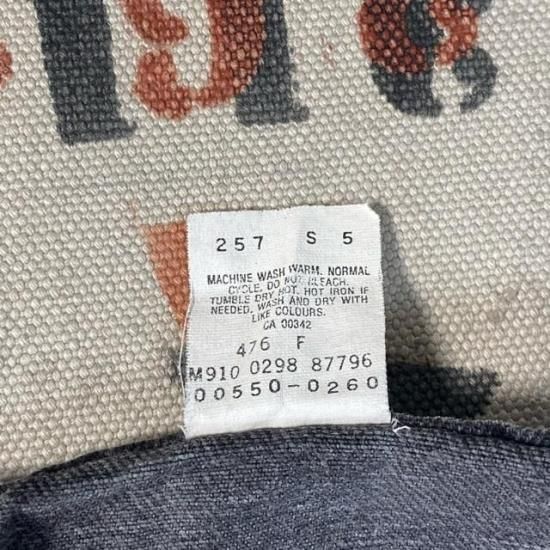 257 S 5
MACHINE WASH WARM. NORMAL
CYCLE. DO NOT BLEACH.
TUMBLE DRY HOT. HOT IRON IF
NEEDED. WASH AND DRY WITH
LIKE COLOURS.
CA 00342
476 F
M910 0298 87796
00550-0260